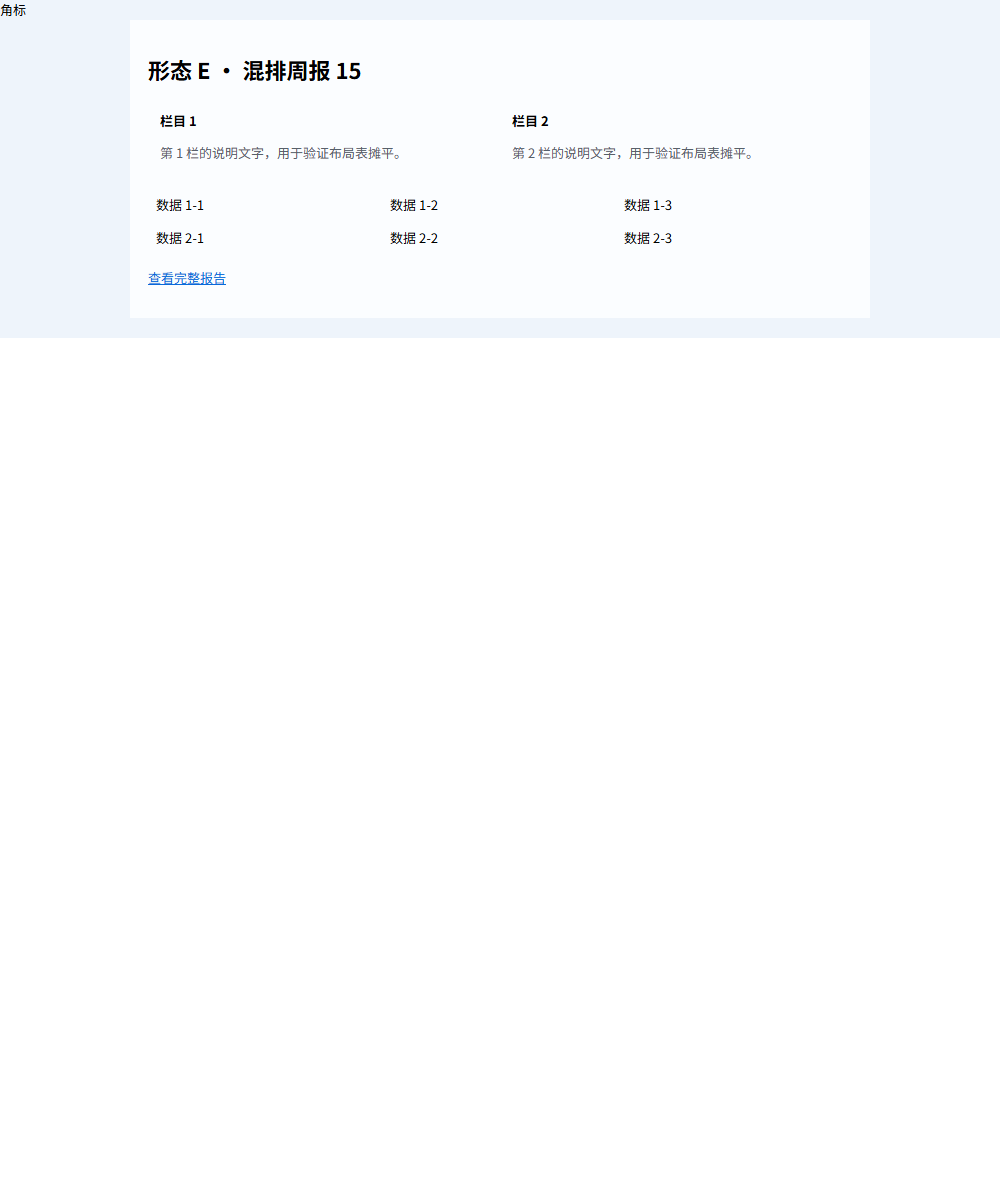 角标
形态 E · 混排周报 15
栏目 1 栏目 2
第 1 栏的说明文字，用于验证布局表摊平。 第 2 栏的说明文字，用于验证布局表摊平。
数据 1-1 数据 1-2 数据 1-3
数据 2-1 数据 2-2 数据 2-3
查看完整报告